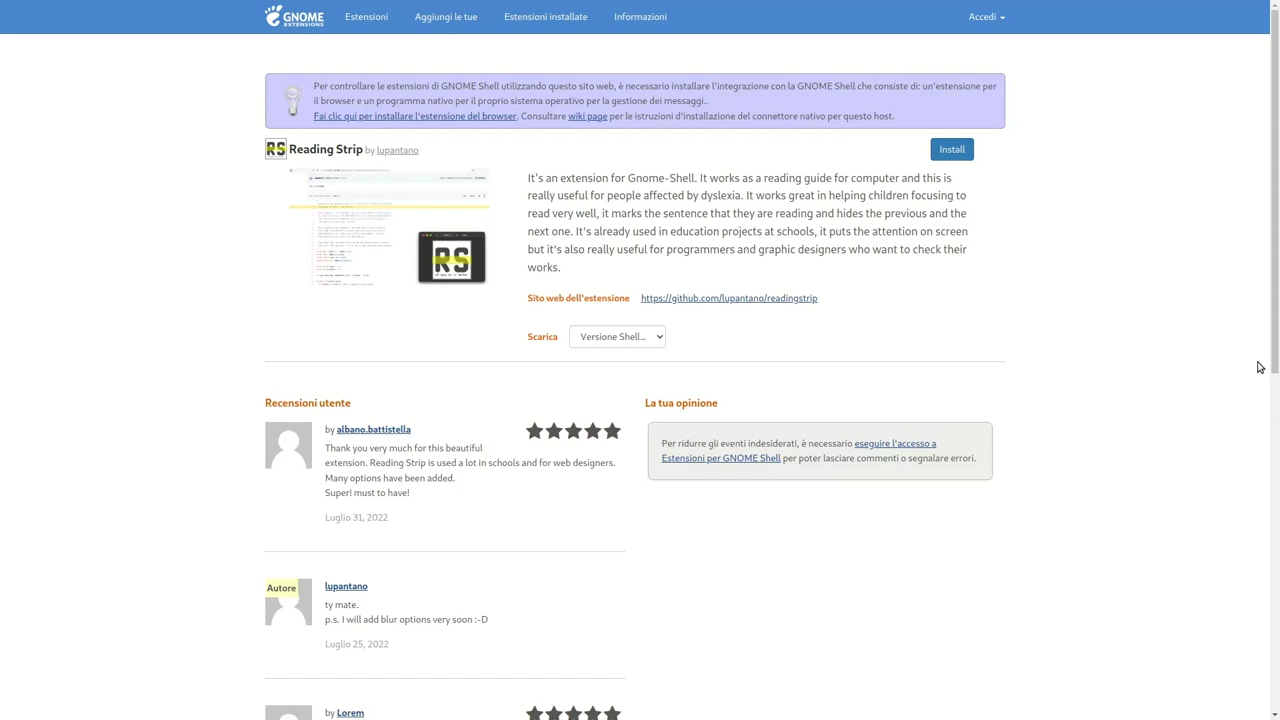 GNOME
EXTENSIONS
Estensioni
Aggiungi le tue
Estensioni installate
Informazioni
Accedi
Per controllare le estensioni di GNOME Shell utilizzando questo sito web, è necessario installare l'integrazione con la GNOME Shell che consiste di: un'estensione per
il browser e un programma nativo per il proprio sistema operativo per la gestione dei messaggi..
Fai clic qui per installare l'estensione del browser. Consultare wiki page per le istruzioni d'installazione del connettore nativo per questo host.
RS Reading Strip by lupantano
Install
RS
It's an extension for Gnome-Shell. It works as a reading guide for computer and this is
really useful for people affected by dyslexia. It works great in helping children focusing to
read very well, it marks the sentence that they are reading and hides the previous and the
next one. It's already used in education projects at schools, it puts the attention on screen
but it's also really useful for programmers and graphic designers who want to check their
works.
Sito web dell'estensione https://github.com/lupantano/readingstrip
Scarica Versione Shell...
Recensioni utente
by albano.battistella
Thank you very much for this beautiful
extension. Reading Strip is used a lot in schools and for web designers.
Many options have been added.
Super! must to have!
Luglio 31, 2022
Autore
lupantano
ty mate.
p.s. I will add blur options very soon :-D
Luglio 25, 2022
by Lorem
La tua opinione
Per ridurre gli eventi indesiderati, è necessario eseguire l'accesso a
Estensioni per GNOME Shell per poter lasciare commenti o segnalare errori.